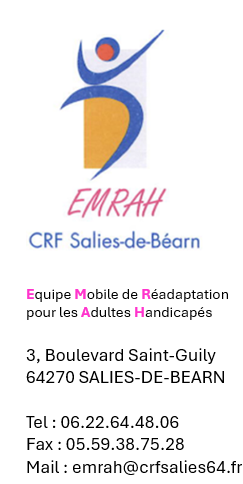 EMRAH
CRF Salies-de-Béarn
Equipe Mobile de Réadaptation
pour les Adultes Handicapés
3, Boulevard Saint-Guily
64270 SALIES-DE-BEARN
Tel : 06.22.64.48.06
Fax : 05.59.38.75.28
Mail : emrah@crfsalies64.fr